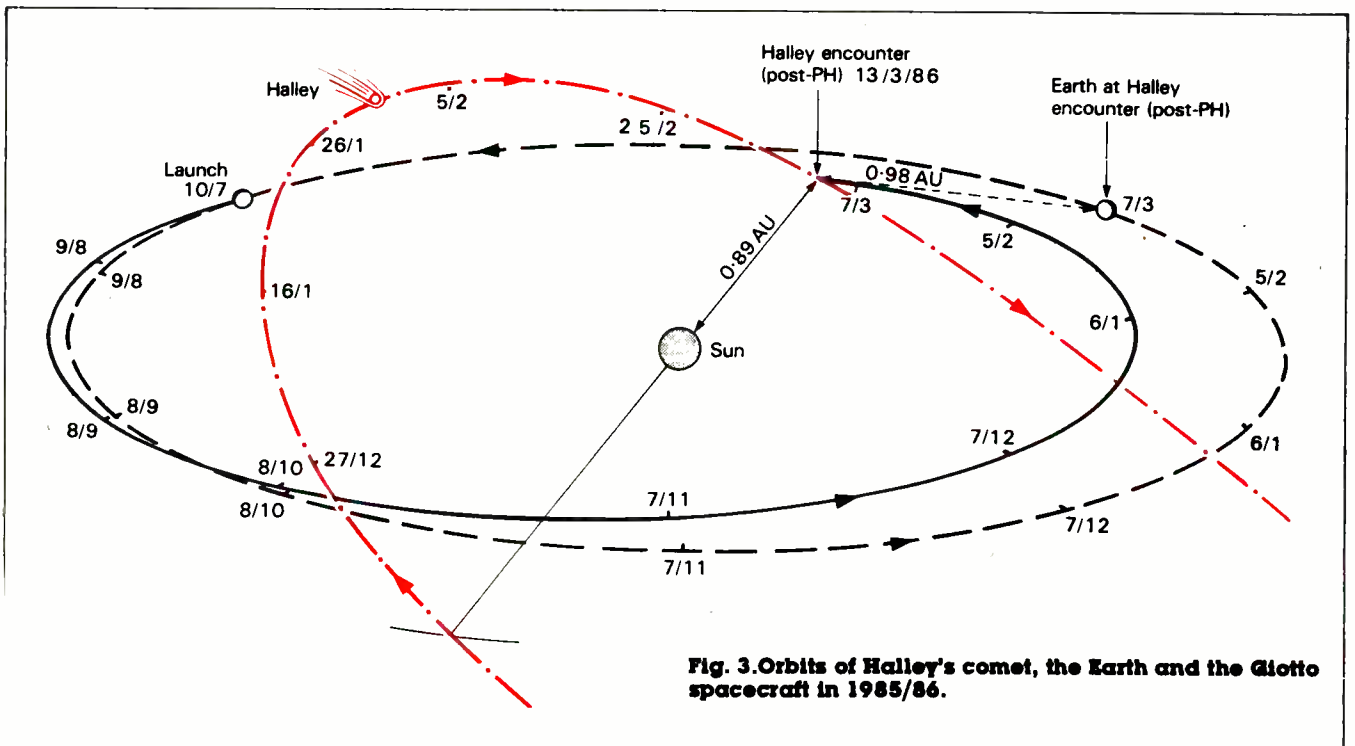 Halley encounter
(post-PH) 13/3/86
Earth at Halley
encounter (post-PH)
Halley
5/2
25/2
26/1
Launch
10/7
0·98 AU
7/3
7/3
5/2
5/2
9/8
9/8
16/1
0·89 AU
6/1
Sun
8/9
8/9
6/1
7/12
27/12
8/10
8/10
7/11
7/12
7/11
Fig. 3.Orbits of Halley's comet, the Earth and the Giotto
spacecraft in 1985/86.